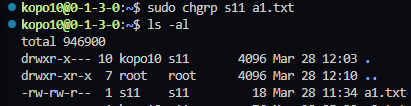 kopo10@0-1-3-0:~$ sudo chgrp s11 a1.txt
kopo10@0-1-3-0:~$ ls -al
total 946900
drwxr-x--- 10 kopo10 s11 4096 Mar 28 12:03 .
drwxr-xr-x 7 root root 4096 Mar 28 12:10 ..
-rw-rw-r-- 1 s11 s11 18 Mar 28 11:34 a1.txt